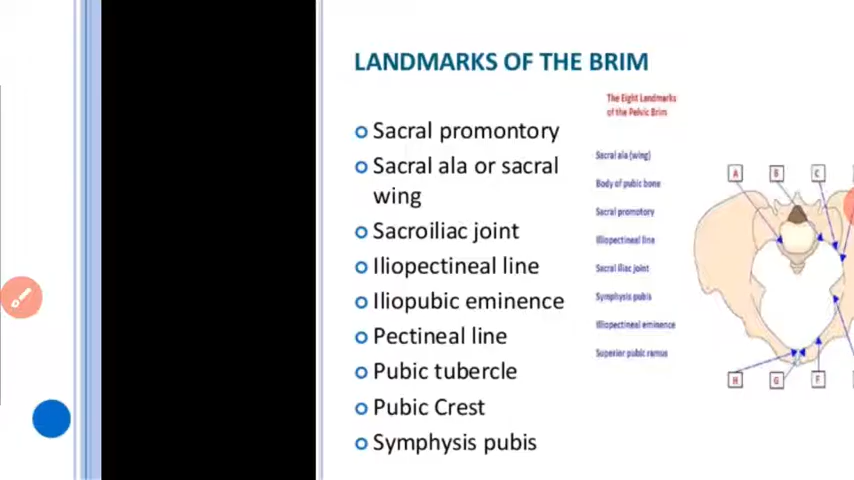 LANDMARKS OF THE BRIM
Sacral promontory
Sacral ala or sacral
wing
Sacroiliac joint
Iliopectineal line
Iliopubic eminence
Pectineal line
Pubic tubercle
Pubic Crest
Symphysis pubis
The Eight Landmarks
of the Pelvic Brim
Sacral ala (wing)
Body of pubic bone
Sacral promotory
Iliopectineal line
Sacral iliac joint
Symphysis pubis
Iliopectineal eminence
Superior pubic ramus
A B C
H G F